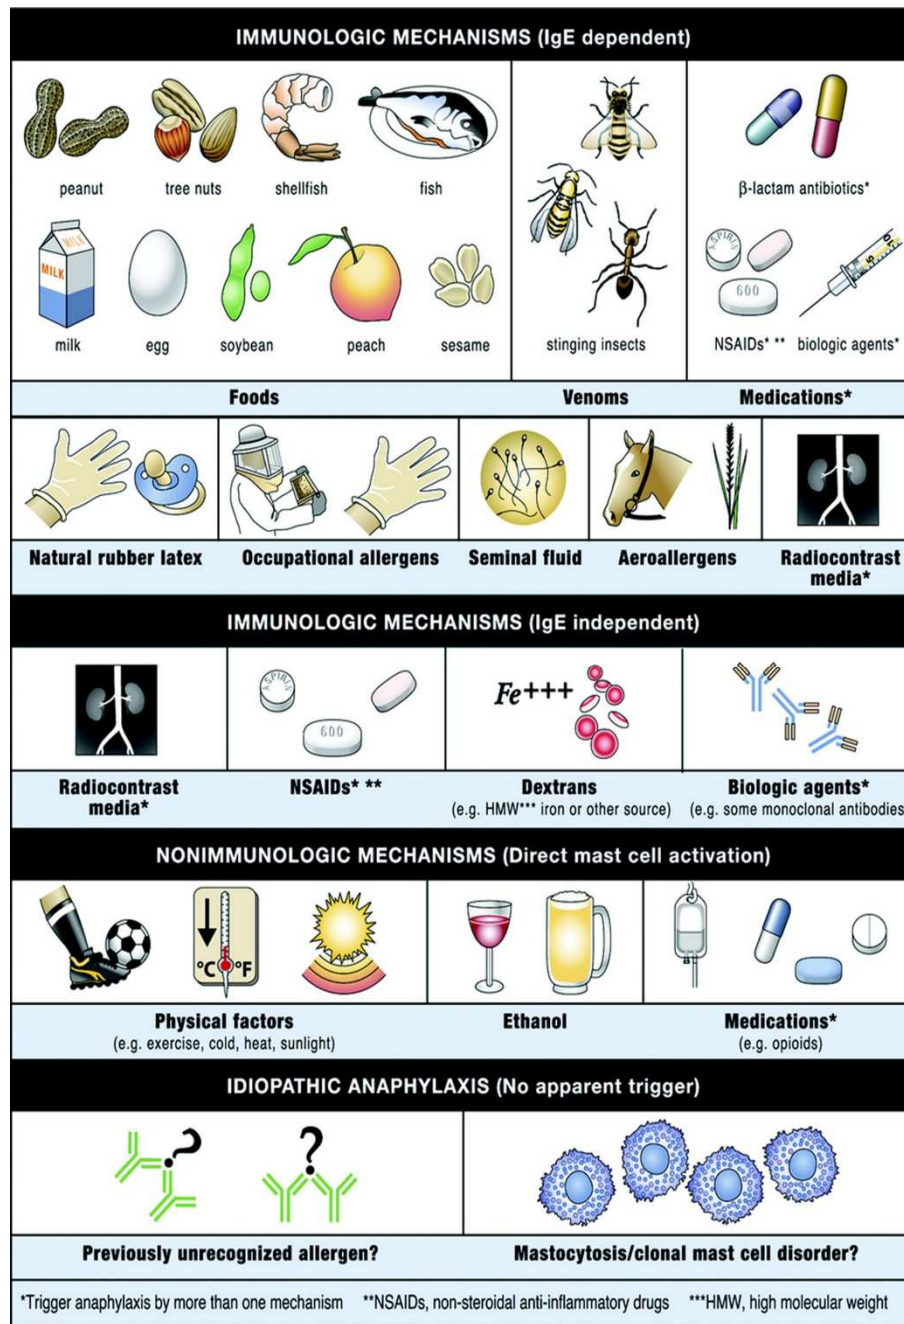 IMMUNOLOGIC MECHANISMS (IgE dependent)
peanut
tree nuts
shellfish
fish
MILK
MILK
milk
egg
soybean
peach
sesame
stinging insects
β-lactam antibiotics*
ASPIRIN
600
NSAIDs* **
biologic agents*
Foods
Venoms
Medications*
Natural rubber latex
Occupational allergens
Seminal fluid
Aeroallergens
Radiocontrast
media*
IMMUNOLOGIC MECHANISMS (IgE independent)
ASPIRIN
600
Fe+++
Radiocontrast
media*
NSAIDs* **
Dextrans
(e.g. HMW*** iron or other source)
Biologic agents*
(e.g. some monoclonal antibodies
NONIMMUNOLOGIC MECHANISMS (Direct mast cell activation)
°C °F
Physical factors
(e.g. exercise, cold, heat, sunlight)
Ethanol
Medications*
(e.g. opioids)
IDIOPATHIC ANAPHYLAXIS (No apparent trigger)
?
?
Previously unrecognized allergen?
Mastocytosis/clonal mast cell disorder?
*Trigger anaphylaxis by more than one mechanism **NSAIDs, non-steroidal anti-inflammatory drugs ***HMW, high molecular weight